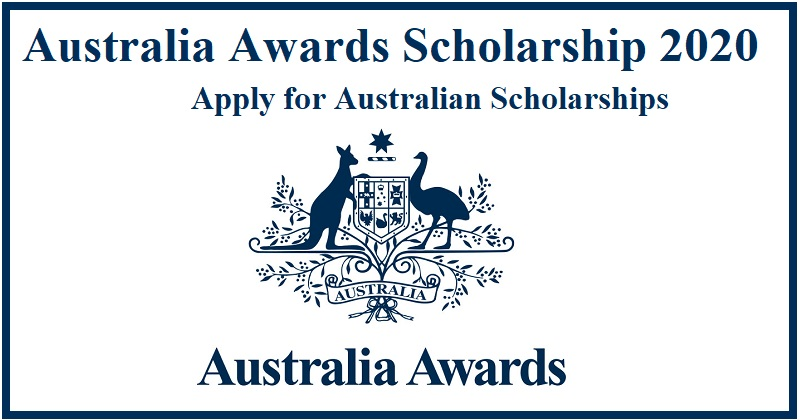 Australia Awards Scholarship 2020
Apply for Australian Scholarships
AUSTRALIA
Australia Awards